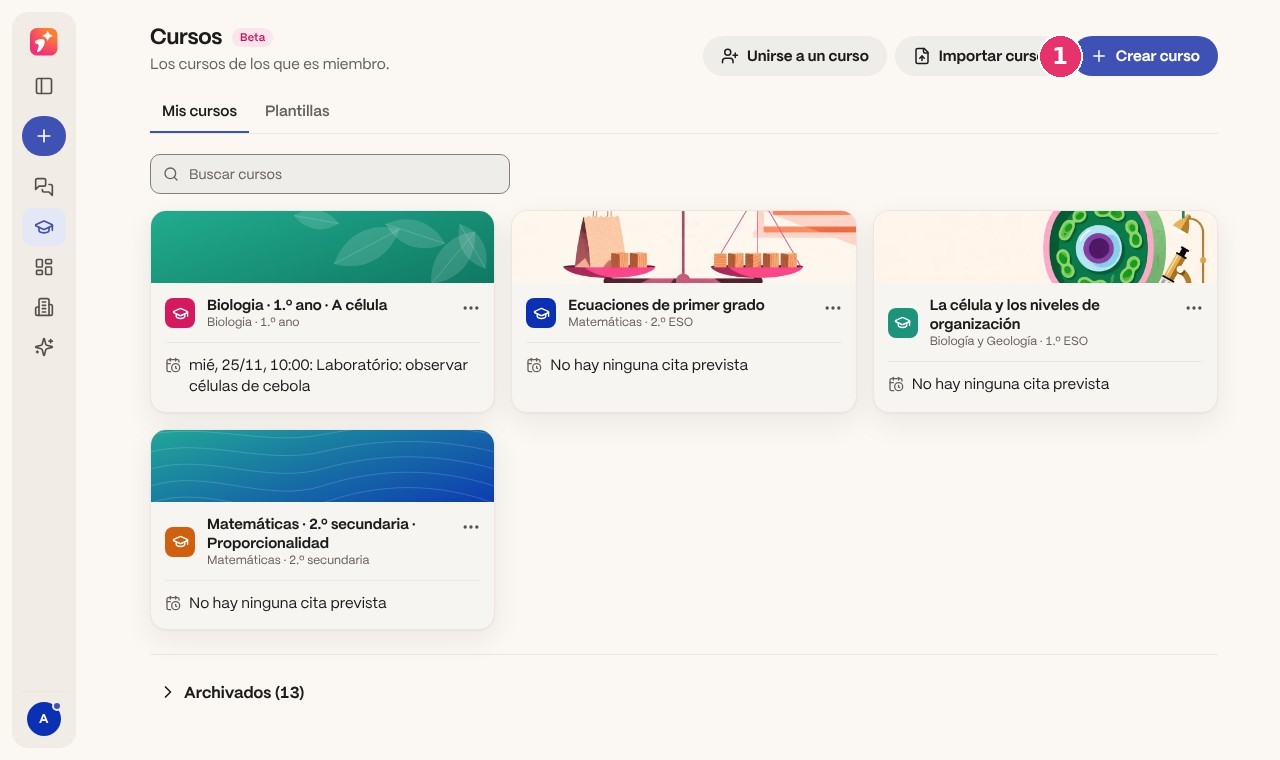 Cursos
Beta
Los cursos de los que es miembro.
Unirse a un curso
Importar curso
1
Crear curso
Mis cursos
Plantillas
Buscar cursos
Biologia · 1.º ano · A célula
Biologia · 1.º ano
mié, 25/11, 10:00: Laboratório: observar
células de cebola
Ecuaciones de primer grado
Matemáticas · 2.º ESO
No hay ninguna cita prevista
La célula y los niveles de
organización
Biología y Geología · 1.º ESO
No hay ninguna cita prevista
Matemáticas · 2.º secundaria ·
Proporcionalidad
Matemáticas · 2.º secundaria
No hay ninguna cita prevista
Archivados (13)
A